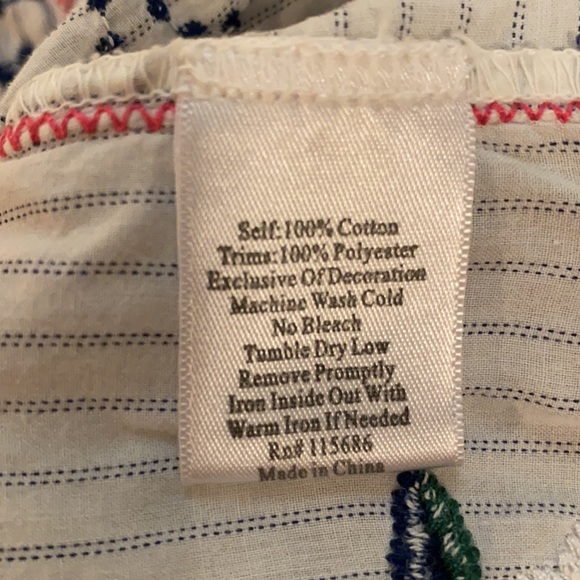 Self:100% Cotton
Trims:100% Polyester
Exclusive Of Decoration
Machine Wash Cold
No Bleach
Tumble Dry Low
Remove Promptly
Iron Inside Out With
Warm Iron If Needed
Rn# 115686
Made in China